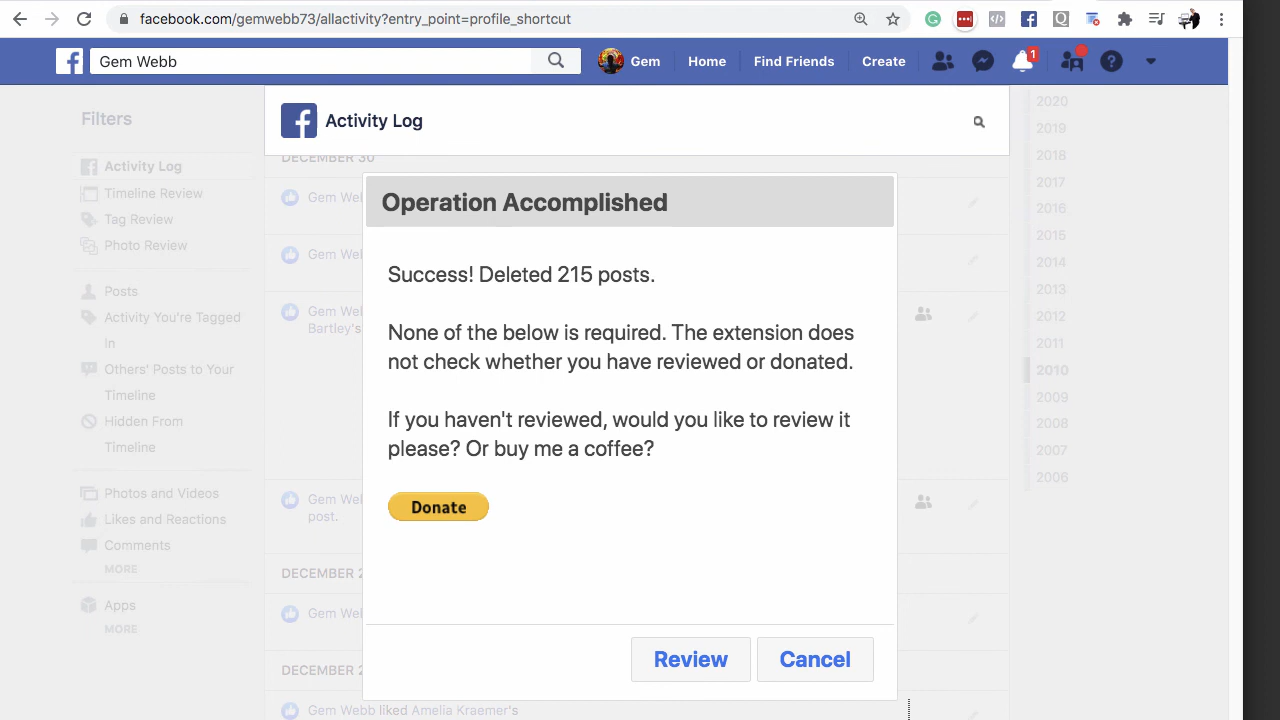 facebook.com/gemwebb73/allactivity?entry_point=profile_shortcut
Gem Webb
Gem
Home
Find Friends
Create
1
Filters
Activity Log
Timeline Review
Tag Review
Photo Review
Posts
Activity You're Tagged
In
Others' Posts to Your
Timeline
Hidden From
Timeline
Photos and Videos
Likes and Reactions
Comments
MORE
Apps
MORE
Activity Log
DECEMBER 30
Gem Wel
Gem Wel
Gem We
Bartley's
Gem We
post.
DECEMBER 2
Gem Wel
DECEMBER 2
Gem Webb liked Amelia Kraemer's
Operation Accomplished
Success! Deleted 215 posts.
None of the below is required. The extension does
not check whether you have reviewed or donated.
If you haven't reviewed, would you like to review it
please? Or buy me a coffee?
Donate
Review
Cancel
2020
2019
2018
2017
2016
2015
2014
2013
2012
2011
2010
2009
2008
2007
2006